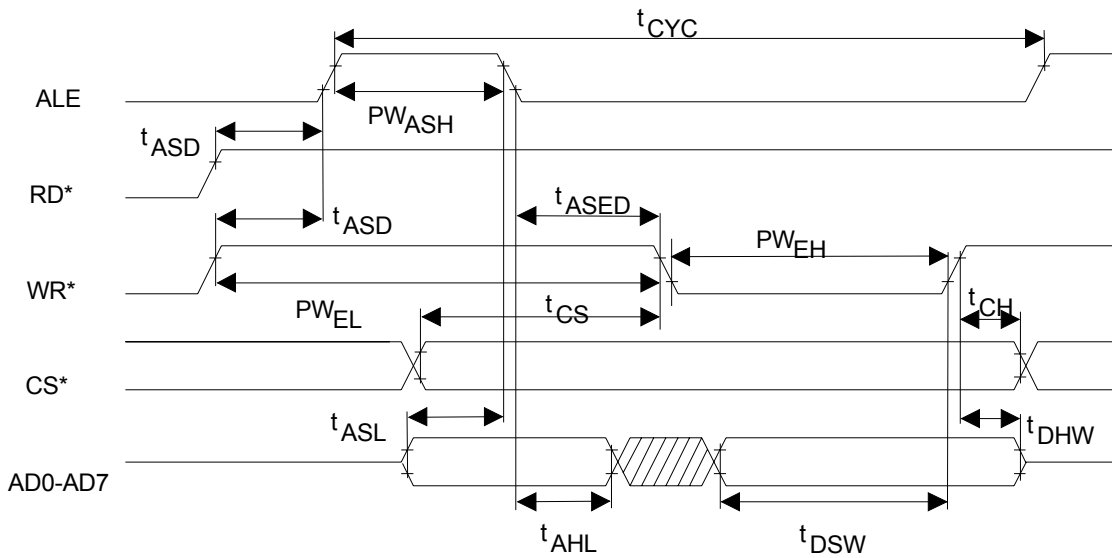 tCYC
ALE
PWASH
tASD
RD*
tASED
tASD
PWEH
WR*
PWEL
tCS
tCH
CS*
tASL
tDHW
AD0-AD7
tAHL
tDSW